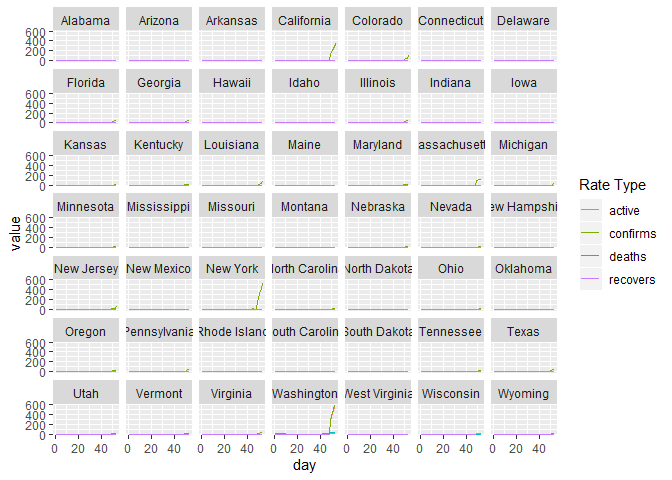 Alabama Arizona Arkansas California Colorado Connecticut Delaware
600
400
200
0
Florida Georgia Hawaii Idaho Illinois Indiana Iowa
600
400
200
0
Kansas Kentucky Louisiana Maine Maryland assachusett Michigan
600
400
200
0
Minnesota Mississippi Missouri Montana Nebraska Nevada ew Hampshi
600
400
200
0
New Jersey New Mexico New York North Carolin North Dakota Ohio Oklahoma
600
400
200
0
Oregon Pennsylvania Rhode Island outh Carolin South Dakota Tennessee Texas
600
400
200
0
Utah Vermont Virginia Washington West Virginia Wisconsin Wyoming
600
400
200
0
0 20 40 0 20 40 0 20 40 0 20 40 0 20 40 0 20 40 0 20 40
day
value
Rate Type
active
confirms
deaths
recovers